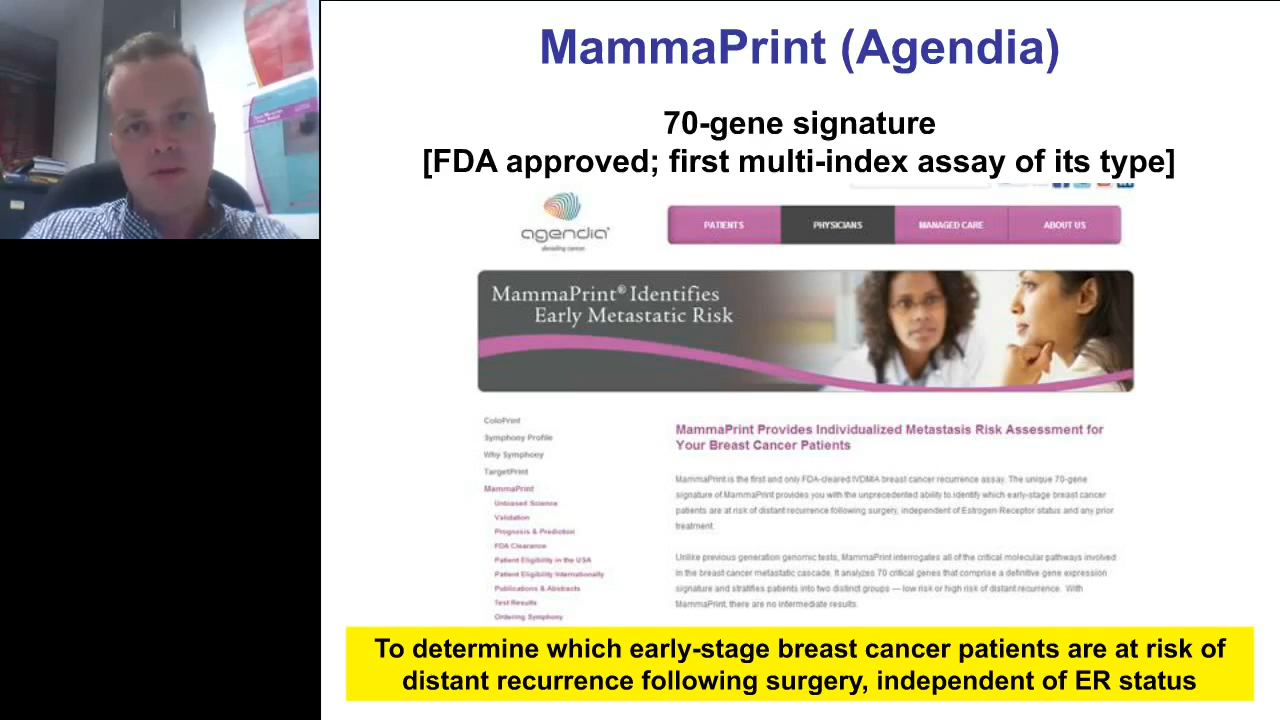 MammaPrint (Agendia)
70-gene signature
[FDA approved; first multi-index assay of its type]
agendia
decoding cancer
PATIENTS
PHYSICIANS
MANAGED CARE
ABOUT US
MammaPrint® Identifies
Early Metastatic Risk
ColoPrint
Symphony Profile
Why Symphony
TargetPrint
MammaPrint
Unbiased Science
Validation
Prognosis & Prediction
FDA Clearance
Patient Eligibility in the USA
Patient Eligibility Internationally
Publications & Abstracts
Test Results
Ordering Symphony
MammaPrint Provides Individualized Metastasis Risk Assessment for
Your Breast Cancer Patients
MammaPrint is the first and only FDA-cleared IVDMIA breast cancer recurrence assay. The unique 70-gene
signature of MammaPrint provides you with the unprecedented ability to identify which early-stage breast cancer
patients are at risk of distant recurrence following surgery, independent of Estrogen Receptor status and any prior
treatment.
Unlike previous generation genomic tests, MammaPrint interrogates all of the critical molecular pathways involved
in the breast cancer metastatic cascade. It analyzes 70 critical genes that comprise a definitive gene expression
signature and stratifies patients into two distinct groups — low risk or high risk of distant recurrence. With
MammaPrint, there are no intermediate results.
To determine which early-stage breast cancer patients are at risk of
distant recurrence following surgery, independent of ER status